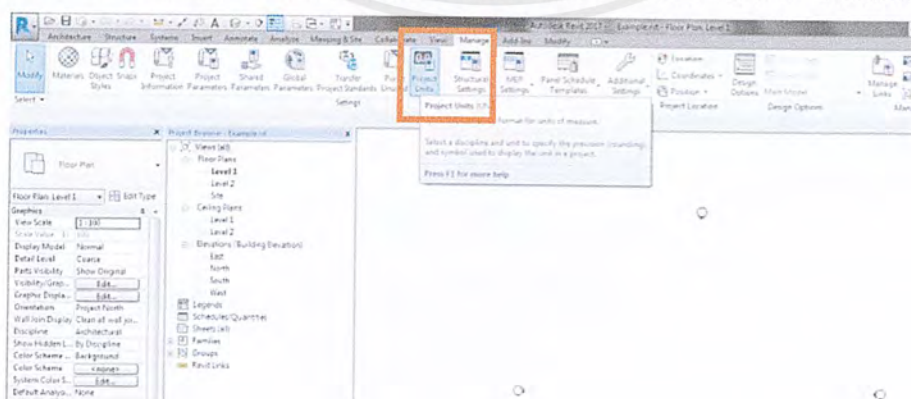 Autodesk Revit 2017 - Example.rvt - Floor Plan: Level 1
Architecture Structure Systems Insert Annotate Analyze Massing & Site Collaborate View Manage Add-Ins Modify
Modify Materials Object Styles Snaps Project Information Project Parameters Shared Parameters Global Parameters Transfer Project Standards Purge Unused Project Units Structural Settings MEP Settings Panel Schedule Templates Additional Settings Location Coordinates Position Design Options Main Model Manage Links
Select Settings Project Location Design Options
Project Units
format for units of measure.
Select a discipline and unit to specify the precision (rounding)
and symbol used to display the unit in a project.
Press F1 for more help
Properties
Floor Plan
Floor Plan: Level 1 Edit Type
Graphics
View Scale 1 : 100
Scale Value 1: 100
Display Model Normal
Detail Level Coarse
Parts Visibility Show Original
Visibility/Grap... Edit...
Graphic Displa... Edit...
Orientation Project North
Wall Join Display Clean all wall joi...
Discipline Architectural
Show Hidden L... By Discipline
Color Scheme ... Background
Color Scheme <none>
System Color S... Edit...
Default Analys... None
Project Browser - Example.rvt
Views (all)
Floor Plans
Level 1
Level 2
Site
Ceiling Plans
Level 1
Level 2
Elevations (Building Elevation)
East
North
South
West
Legends
Schedules/Quantities
Sheets (all)
Families
Groups
Revit Links